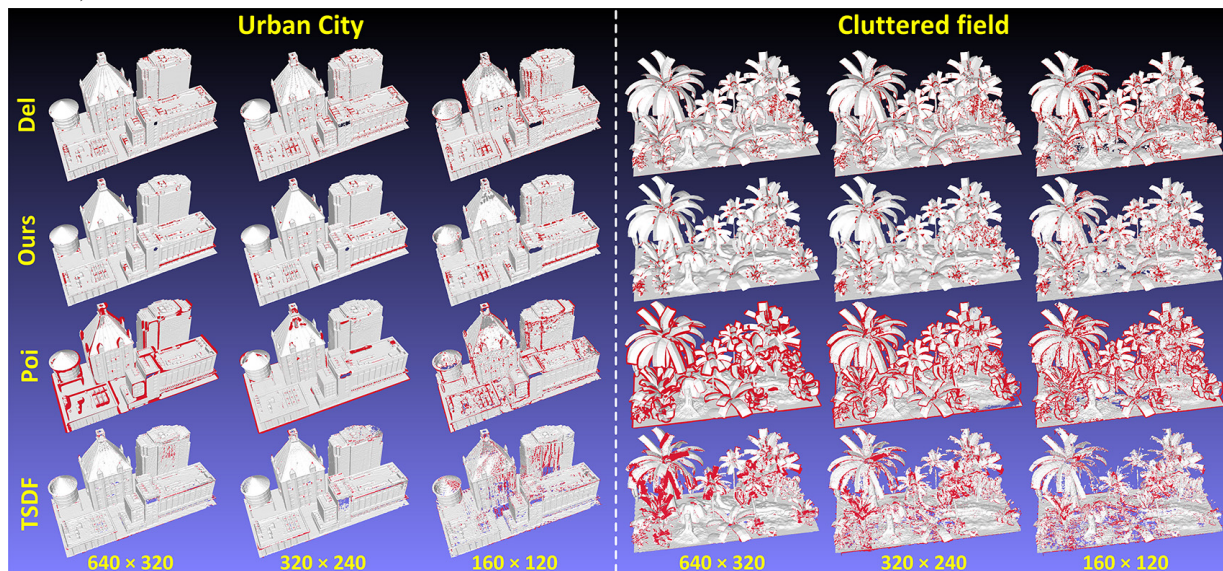 Urban City Cluttered field
Del
Ours
Poi
TSDF
640 × 320 320 × 240 160 × 120 640 × 320 320 × 240 160 × 120